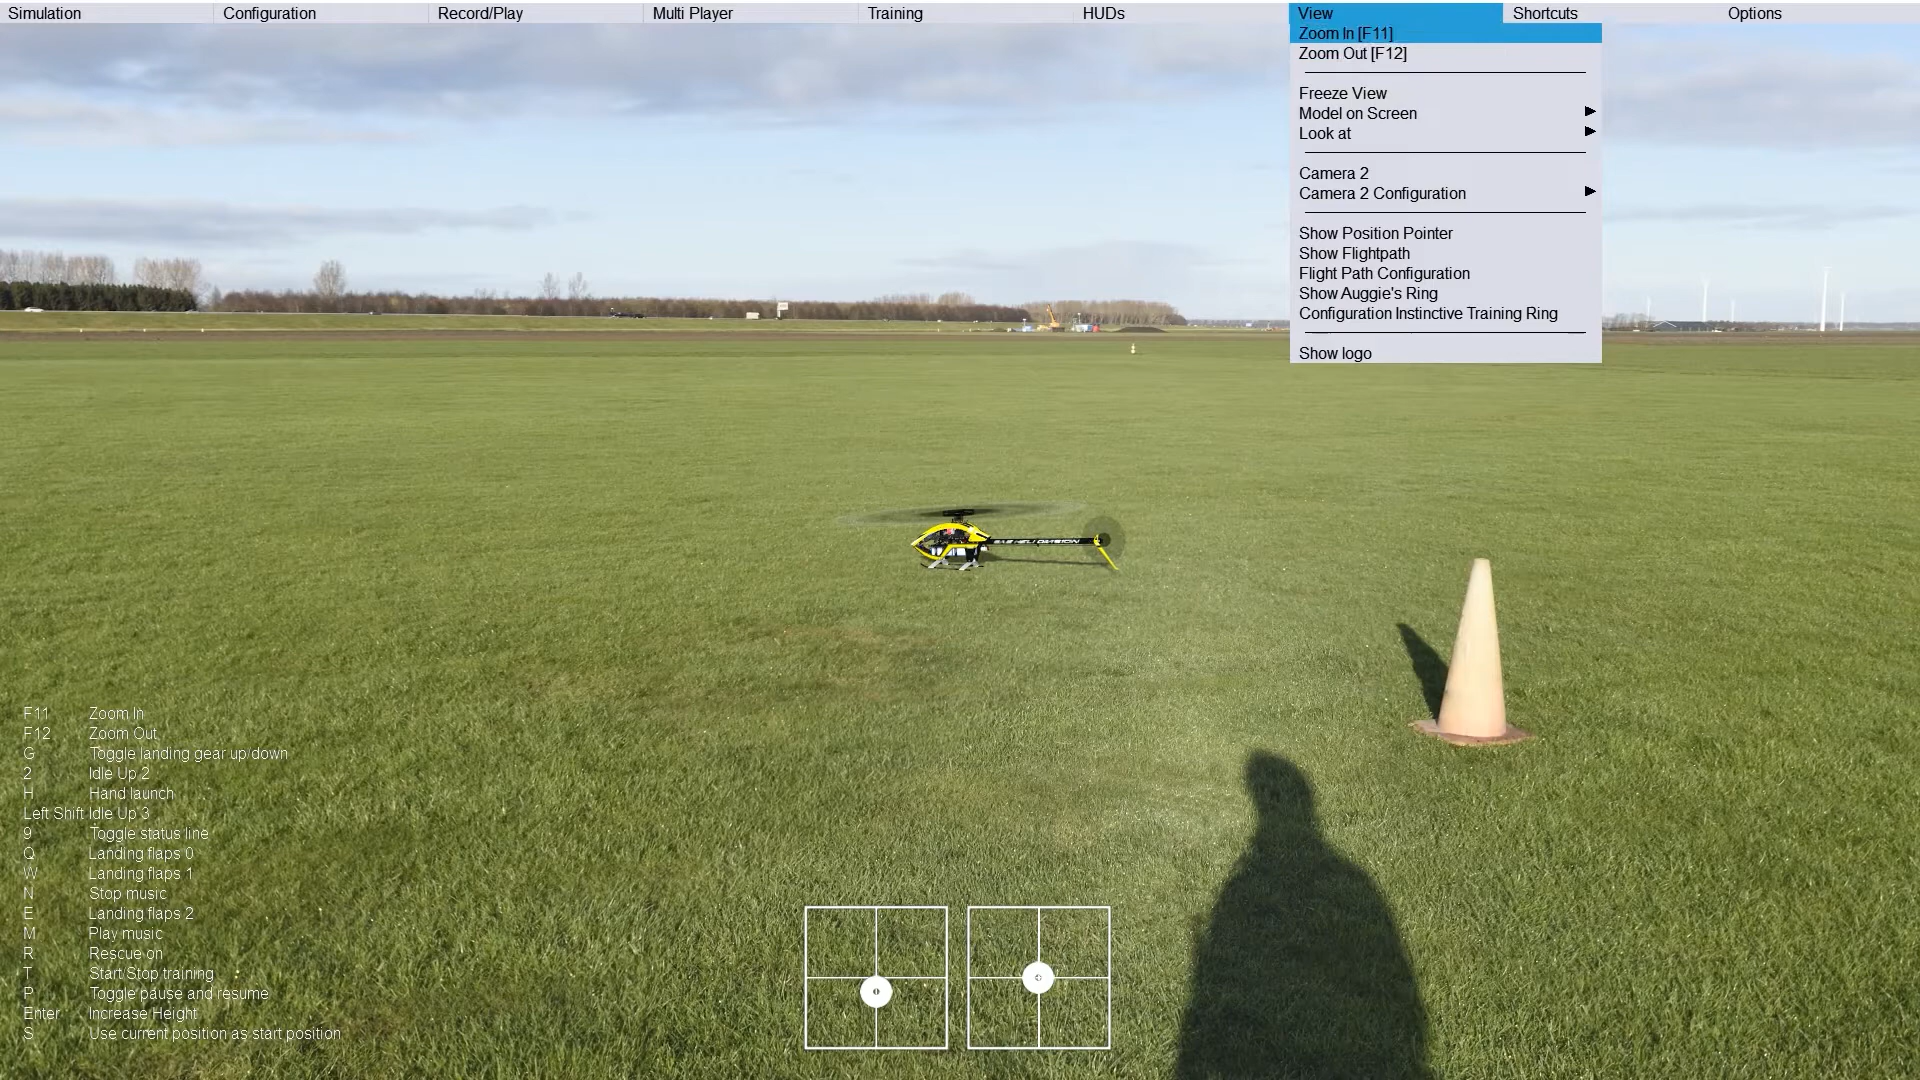 Simulation Configuration Record/Play Multi Player Training HUDs View Shortcuts Options
Zoom In [F11]
Zoom Out [F12]
Freeze View
Model on Screen
Look at
Camera 2
Camera 2 Configuration
Show Position Pointer
Show Flightpath
Flight Path Configuration
Show Auggie's Ring
Configuration Instinctive Training Ring
Show logo
SAB HELI DIVISION
F11 Zoom In
F12 Zoom Out
G Toggle landing gear up/down
2 Idle Up 2
H Hand launch
Left Shift Idle Up 3
9 Toggle status line
Q Landing flaps 0
W Landing flaps 1
N Stop music
E Landing flaps 2
M Play music
R Rescue on
T Start/Stop training
P Toggle pause and resume
Enter Increase Height
S Use current position as start position